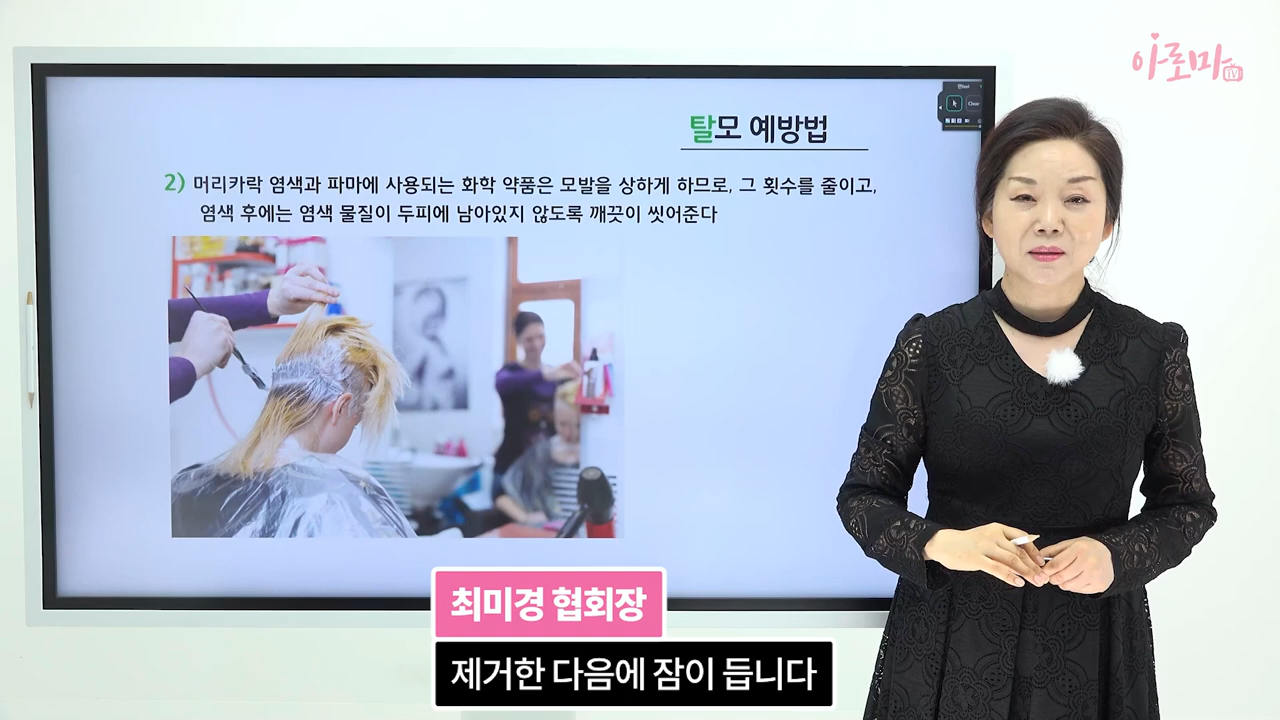 아로마 TV
Clear
탈모 예방법
2) 머리카락 염색과 파마에 사용되는 화학 약품은 모발을 상하게 하므로, 그 횟수를 줄이고,
염색 후에는 염색 물질이 두피에 남아있지 않도록 깨끗이 씻어준다
최미경 협회장
제거한 다음에 잠이 듭니다